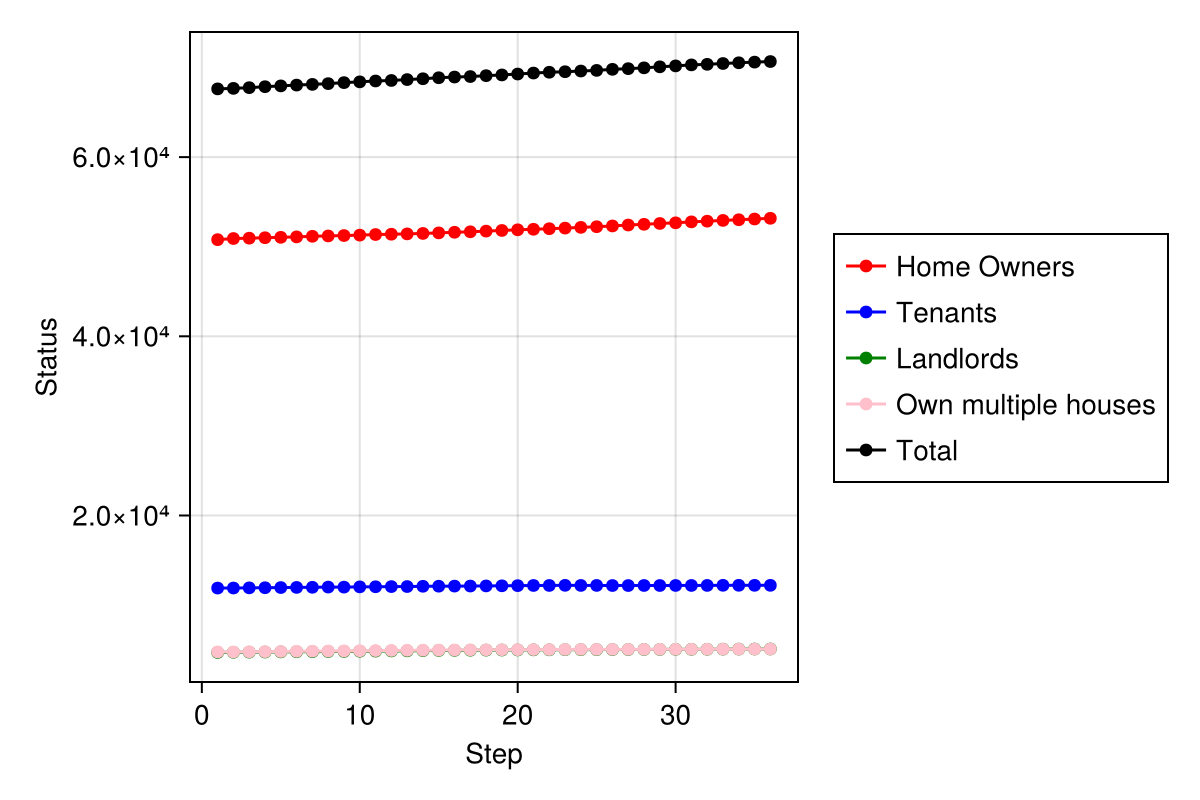 6.0×10⁴
4.0×10⁴
2.0×10⁴
Status
0 10 20 30
Step
Home Owners
Tenants
Landlords
Own multiple houses
Total